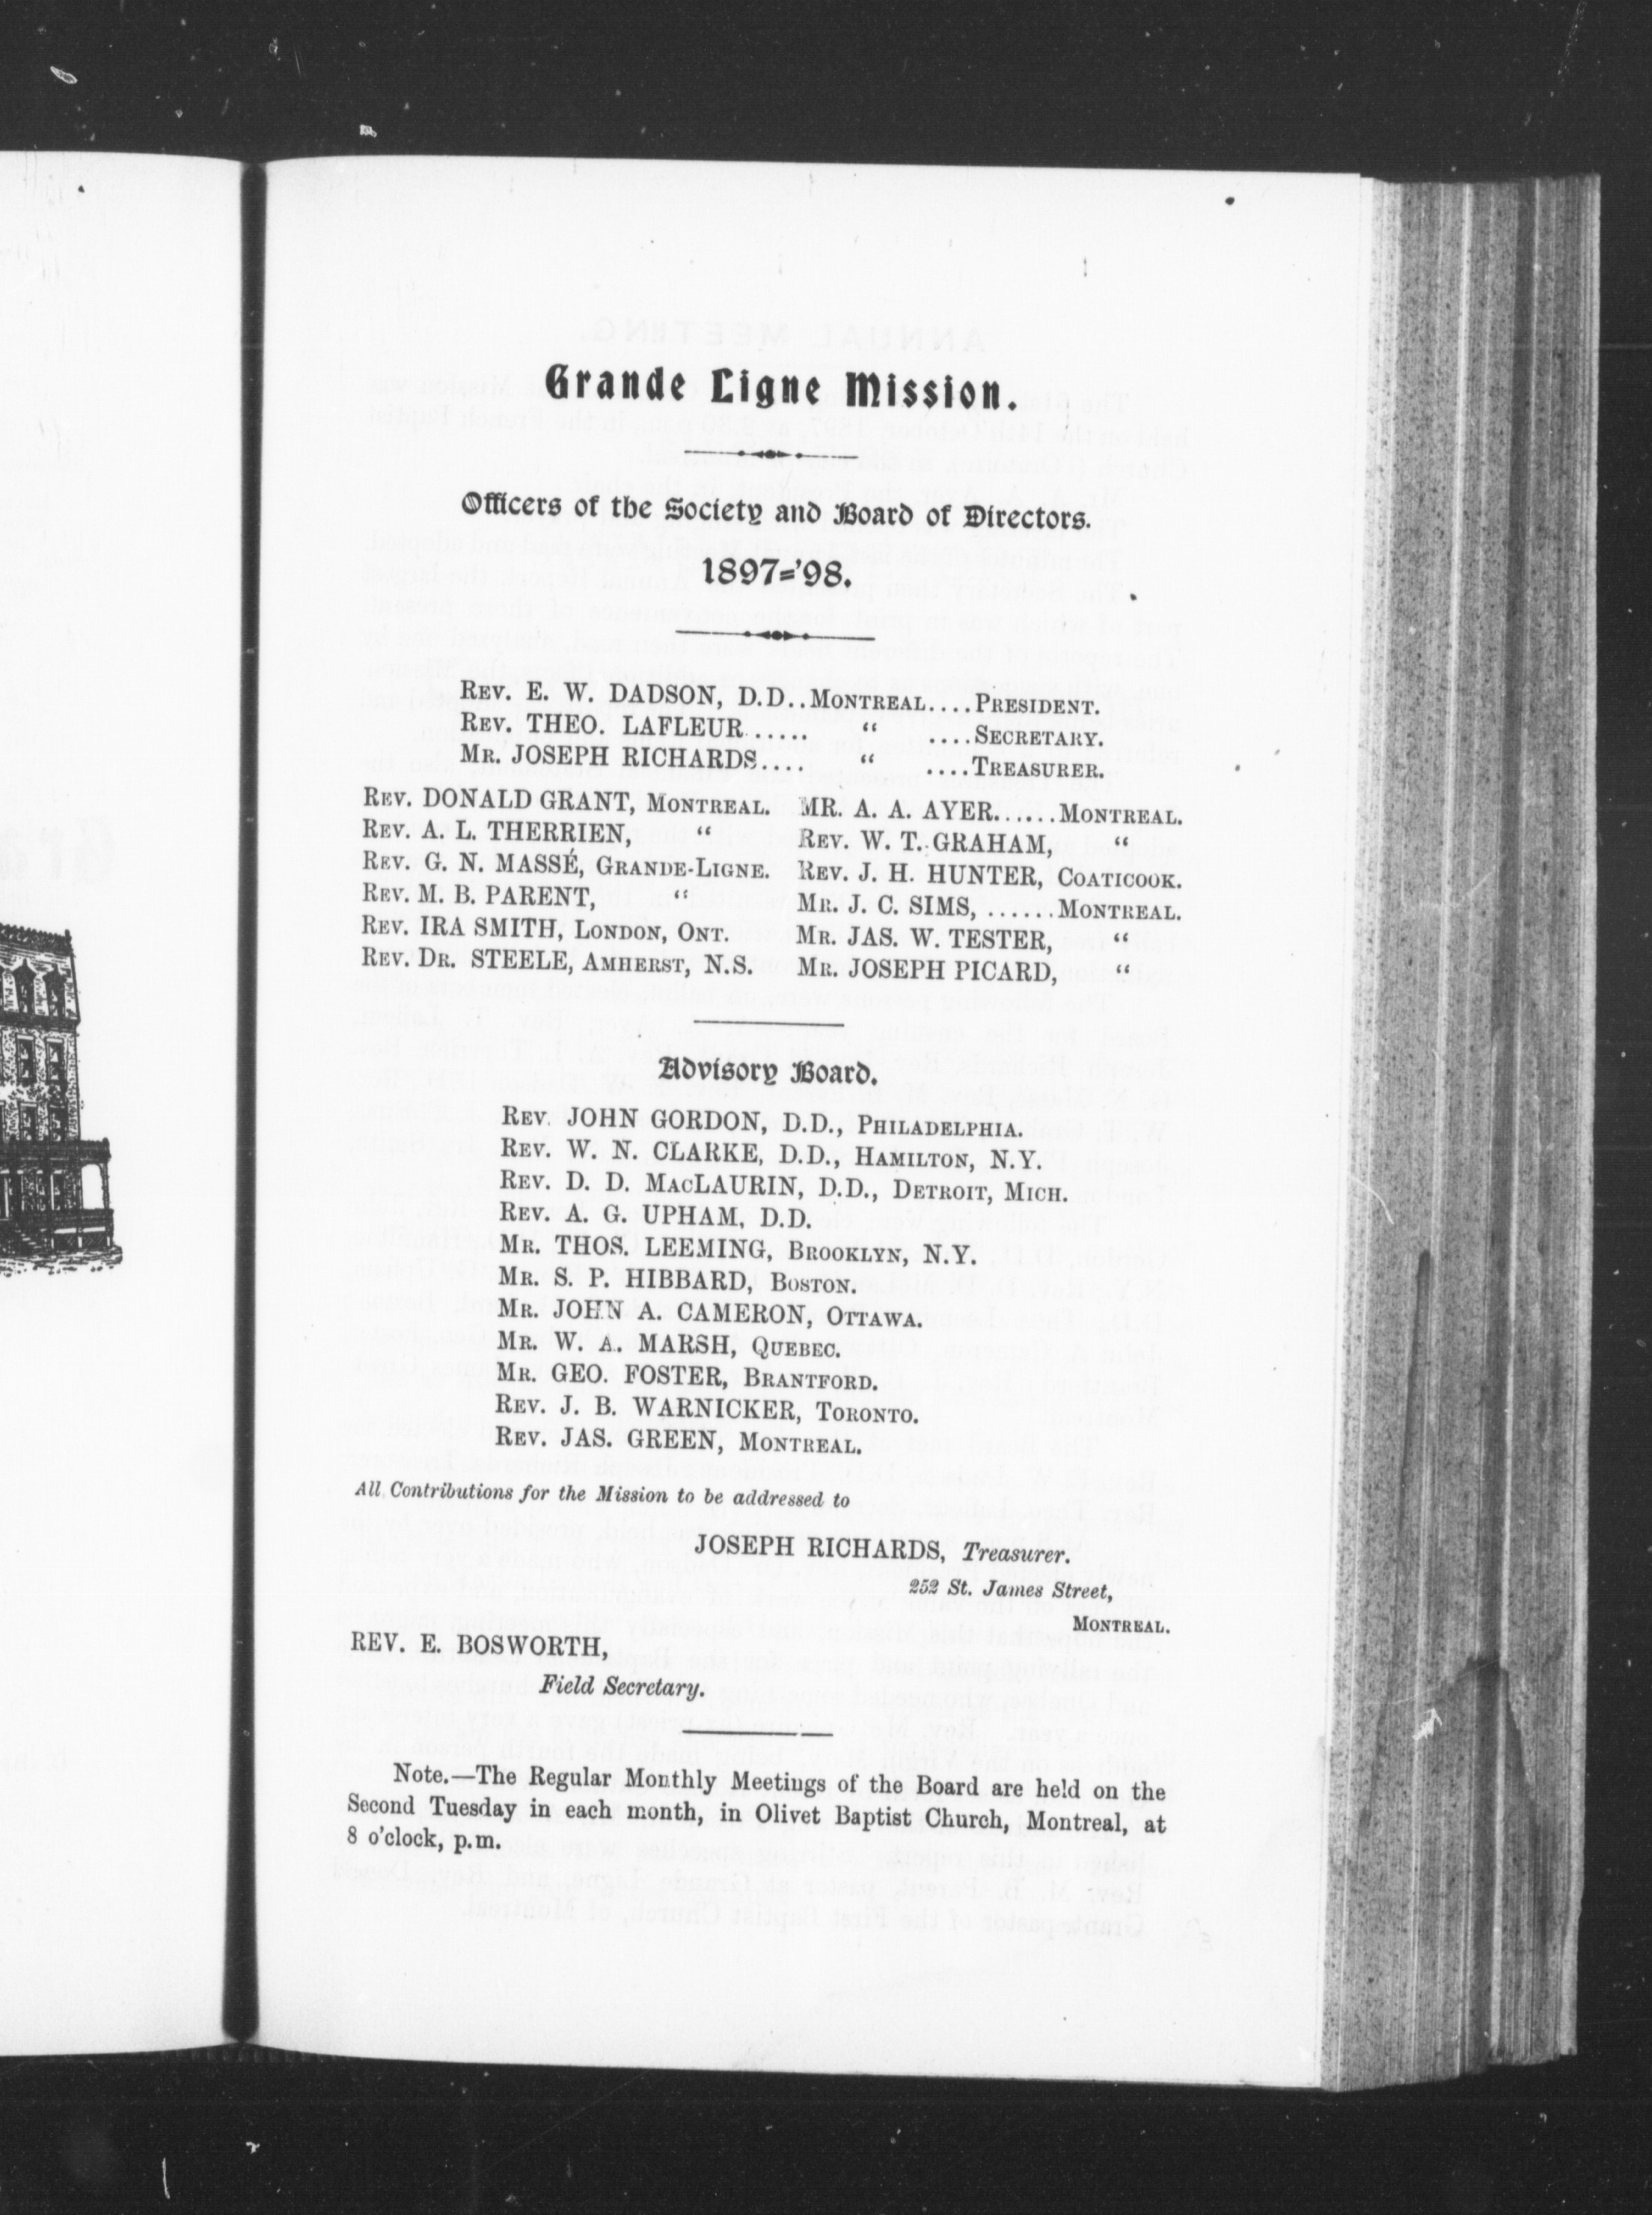 Grande Ligne Mission.
Officers of the Society and Board of Directors.
1897-'98.
REV. E. W. DADSON, D.D..MONTREAL....PRESIDENT.
REV. THEO. LAFLEUR..... " ....SECRETARY.
MR. JOSEPH RICHARDS.... " ....TREASURER.
REV. DONALD GRANT, MONTREAL. MR. A. A. AYER......MONTREAL.
REV. A. L. THERRIEN, " REV. W. T. GRAHAM, "
REV. G. N. MASSÉ, GRANDE-LIGNE. REV. J. H. HUNTER, COATICOOK.
REV. M. B. PARENT, " MR. J. C. SIMS, ......MONTREAL.
REV. IRA SMITH, LONDON, ONT. MR. JAS. W. TESTER, "
REV. DR. STEELE, AMHERST, N.S. MR. JOSEPH PICARD, "
Advisory Board.
REV. JOHN GORDON, D.D., PHILADELPHIA.
REV. W. N. CLARKE, D.D., HAMILTON, N.Y.
REV. D. D. MACLAURIN, D.D., DETROIT, MICH.
REV. A. G. UPHAM, D.D.
MR. THOS. LEEMING, BROOKLYN, N.Y.
MR. S. P. HIBBARD, BOSTON.
MR. JOHN A. CAMERON, OTTAWA.
MR. W. A. MARSH, QUEBEC.
MR. GEO. FOSTER, BRANTFORD.
REV. J. B. WARNICKER, TORONTO.
REV. JAS. GREEN, MONTREAL.
All Contributions for the Mission to be addressed to
JOSEPH RICHARDS, Treasurer.
252 St. James Street,
MONTREAL.
REV. E. BOSWORTH,
Field Secretary.
Note.—The Regular Monthly Meetings of the Board are held on the
Second Tuesday in each month, in Olivet Baptist Church, Montreal, at
8 o'clock, p.m.